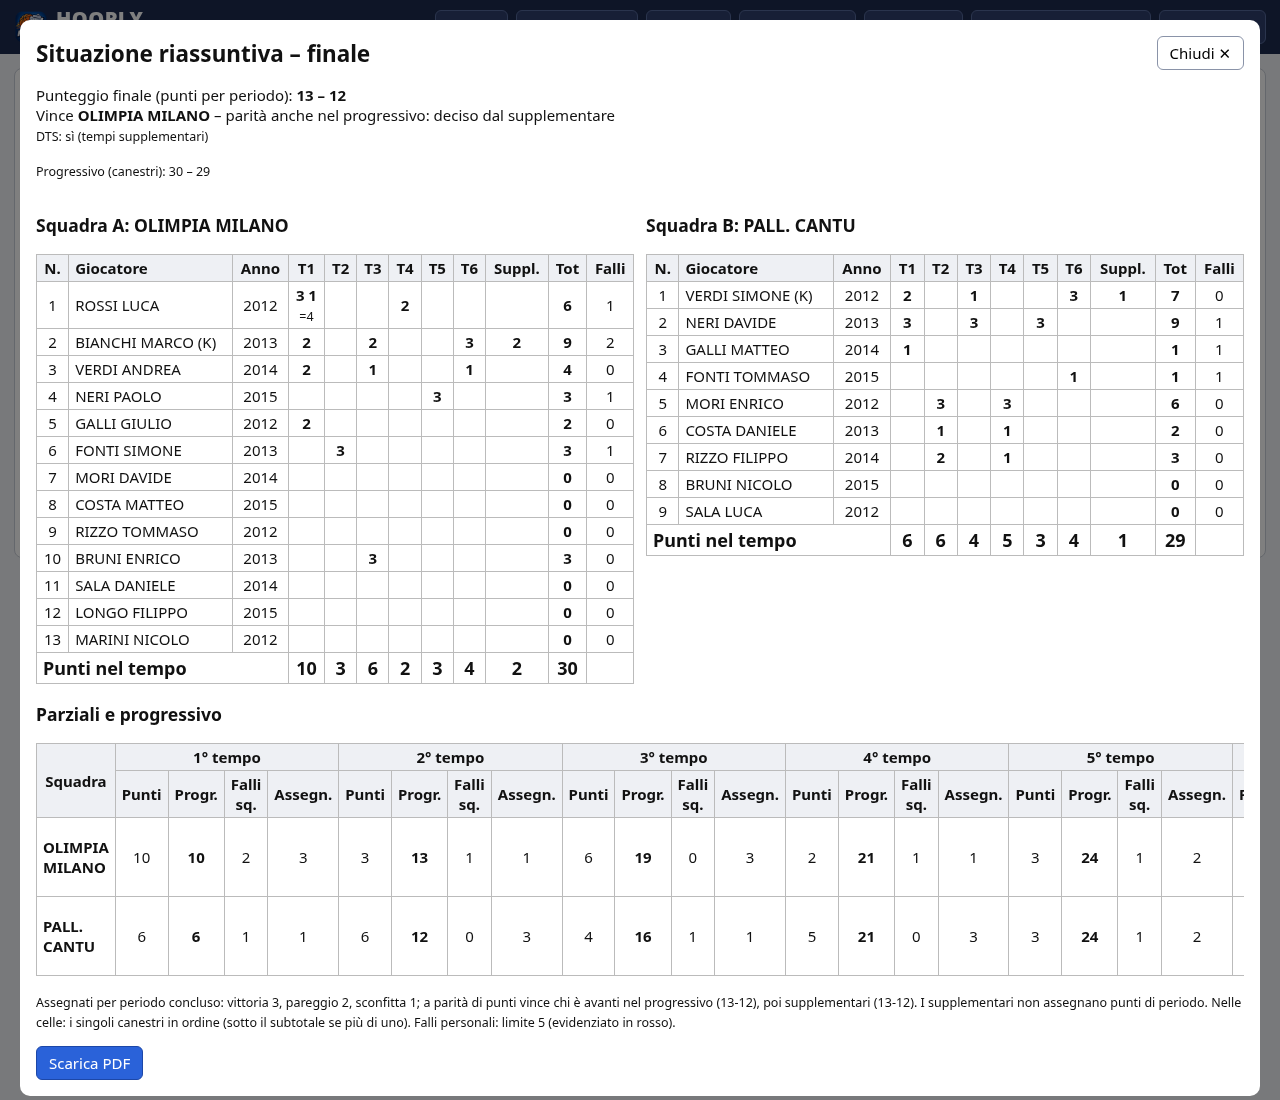 HOOPLY
Situazione riassuntiva – finale
Chiudi ✕
Punteggio finale (punti per periodo): 13 – 12
Vince OLIMPIA MILANO – parità anche nel progressivo: deciso dal supplementare
DTS: sì (tempi supplementari)
Progressivo (canestri): 30 – 29
Squadra A: OLIMPIA MILANO
N. Giocatore Anno T1 T2 T3 T4 T5 T6 Suppl. Tot Falli
1 ROSSI LUCA 2012 3 1 =4 2 6 1
2 BIANCHI MARCO (K) 2013 2 2 3 2 9 2
3 VERDI ANDREA 2014 2 1 1 4 0
4 NERI PAOLO 2015 3 3 1
5 GALLI GIULIO 2012 2 2 0
6 FONTI SIMONE 2013 3 3 1
7 MORI DAVIDE 2014 0 0
8 COSTA MATTEO 2015 0 0
9 RIZZO TOMMASO 2012 0 0
10 BRUNI ENRICO 2013 3 3 0
11 SALA DANIELE 2014 0 0
12 LONGO FILIPPO 2015 0 0
13 MARINI NICOLO 2012 0 0
Punti nel tempo 10 3 6 2 3 4 2 30
Squadra B: PALL. CANTU
N. Giocatore Anno T1 T2 T3 T4 T5 T6 Suppl. Tot Falli
1 VERDI SIMONE (K) 2012 2 1 3 1 7 0
2 NERI DAVIDE 2013 3 3 3 9 1
3 GALLI MATTEO 2014 1 1 1
4 FONTI TOMMASO 2015 1 1 1
5 MORI ENRICO 2012 3 3 6 0
6 COSTA DANIELE 2013 1 1 2 0
7 RIZZO FILIPPO 2014 2 1 3 0
8 BRUNI NICOLO 2015 0 0
9 SALA LUCA 2012 0 0
Punti nel tempo 6 6 4 5 3 4 1 29
Parziali e progressivo
Squadra 1° tempo 2° tempo 3° tempo 4° tempo 5° tempo
Punti Progr. Falli sq. Assegn. Punti Progr. Falli sq. Assegn. Punti Progr. Falli sq. Assegn. Punti Progr. Falli sq. Assegn. Punti Progr. Falli sq. Assegn.
OLIMPIA MILANO 10 10 2 3 3 13 1 1 6 19 0 3 2 21 1 1 3 24 1 2
PALL. CANTU 6 6 1 1 6 12 0 3 4 16 1 1 5 21 0 3 3 24 1 2
Assegnati per periodo concluso: vittoria 3, pareggio 2, sconfitta 1; a parità di punti vince chi è avanti nel progressivo (13-12), poi supplementari (13-12). I supplementari non assegnano punti di periodo. Nelle
celle: i singoli canestri in ordine (sotto il subtotale se più di uno). Falli personali: limite 5 (evidenziato in rosso).
Scarica PDF